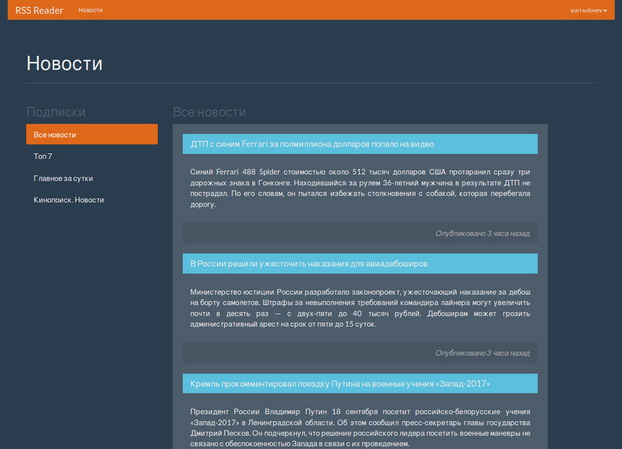 RSS Reader Новости yuri solovev
Новости
Подписки
Все новости
Топ 7
Главное за сутки
Кинопоиск. Новости
Все новости
ДТП с синим Ferrari за полмиллиона долларов попало на видео
Синий Ferrari 488 Spider стоимостью около 512 тысяч долларов США протаранил сразу три
дорожных знака в Гонконге. Находившийся за рулем 36-летний мужчина в результате ДТП не
пострадал. По его словам, он пытался избежать столкновения с собакой, которая перебегала
дорогу.
Опубликовано 3 часа назад
В России решили ужесточить наказания для авиадебоширов
Министерство юстиции России разработало законопроект, ужесточающий наказание за дебош
на борту самолетов. Штрафы за невыполнения требований командира лайнера могут увеличить
почти в десять раз — с двух-пяти до 40 тысяч рублей. Дебоширам может грозить
административный арест на срок от пяти до 15 суток.
Опубликовано 3 часа назад
Кремль прокомментировал поездку Путина на военные учения «Запад-2017»
Президент России Владимир Путин 18 сентября посетит российско-белорусские учения
«Запад-2017» в Ленинградской области. Об этом сообщил пресс-секретарь главы государства
Дмитрий Песков. Он подчеркнул, что решение российского лидера посетить военные маневры не
связано с обеспокоенностью Запада в связи с их проведением.